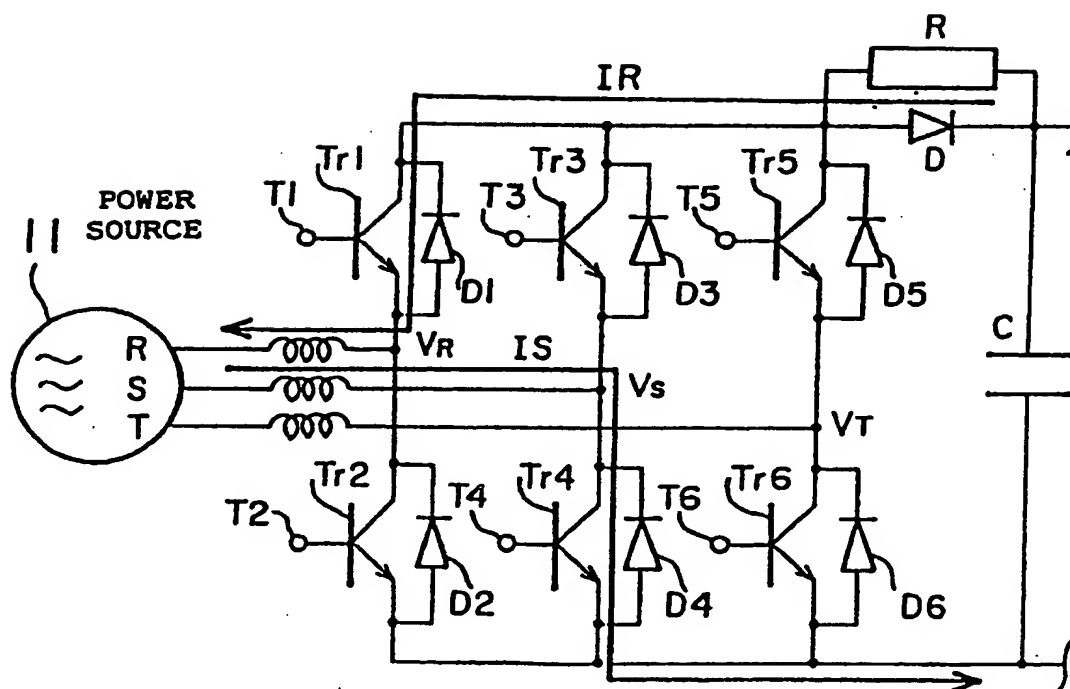 R
IR
D
Tr1
Tr3
Tr5
T1
T3
T5
POWER
SOURCE
11
D1
D3
D5
R
S
T
VR
IS
VS
VT
C
Tr2
Tr4
Tr6
T2
T4
T6
D2
D4
D6